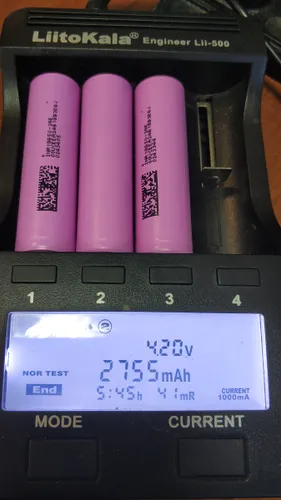 LiitoKala® Engineer Lii-500
1 2 3 4
4.20v
NOR TEST 2755mAh
End 5:45h 41mR CURRENT 1000mA
MODE CURRENT